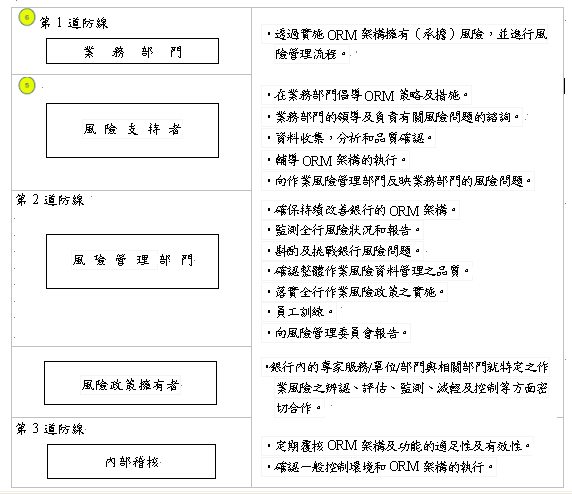 6 第 1 道防線
業 務 部 門
・透過實施 ORM 架構擁有（承擔）風險，並進行風
險管理流程。
5
風 險 支 持 者
・在業務部門倡導 ORM 策略及措施。
・業務部門的領導及負責有關風險問題的諮詢。
・資料收集，分析和品質確認。
・輔導 ORM 架構的執行。
・向作業風險管理部門反映業務部門的風險問題。
第 2 道防線
風 險 管 理 部 門
・確保持續改善銀行的 ORM 架構。
・監測全行風險狀況和報告。
・斟酌及挑戰銀行風險問題。
・確認整體作業風險資料管理之品質。
・落實全行作業風險政策之實施。
・員工訓練。
・向風險管理委員會報告。
風險政策擁有者
・銀行內的專家服務/單位/部門與相關部門就特定之作
業風險之辨認、評估、監測、減輕及控制等方面密
切合作。
第 3 道防線
內部稽核
・定期覆核 ORM 架構及功能的適足性及有效性。
・確認一般控制環境和 ORM 架構的執行。